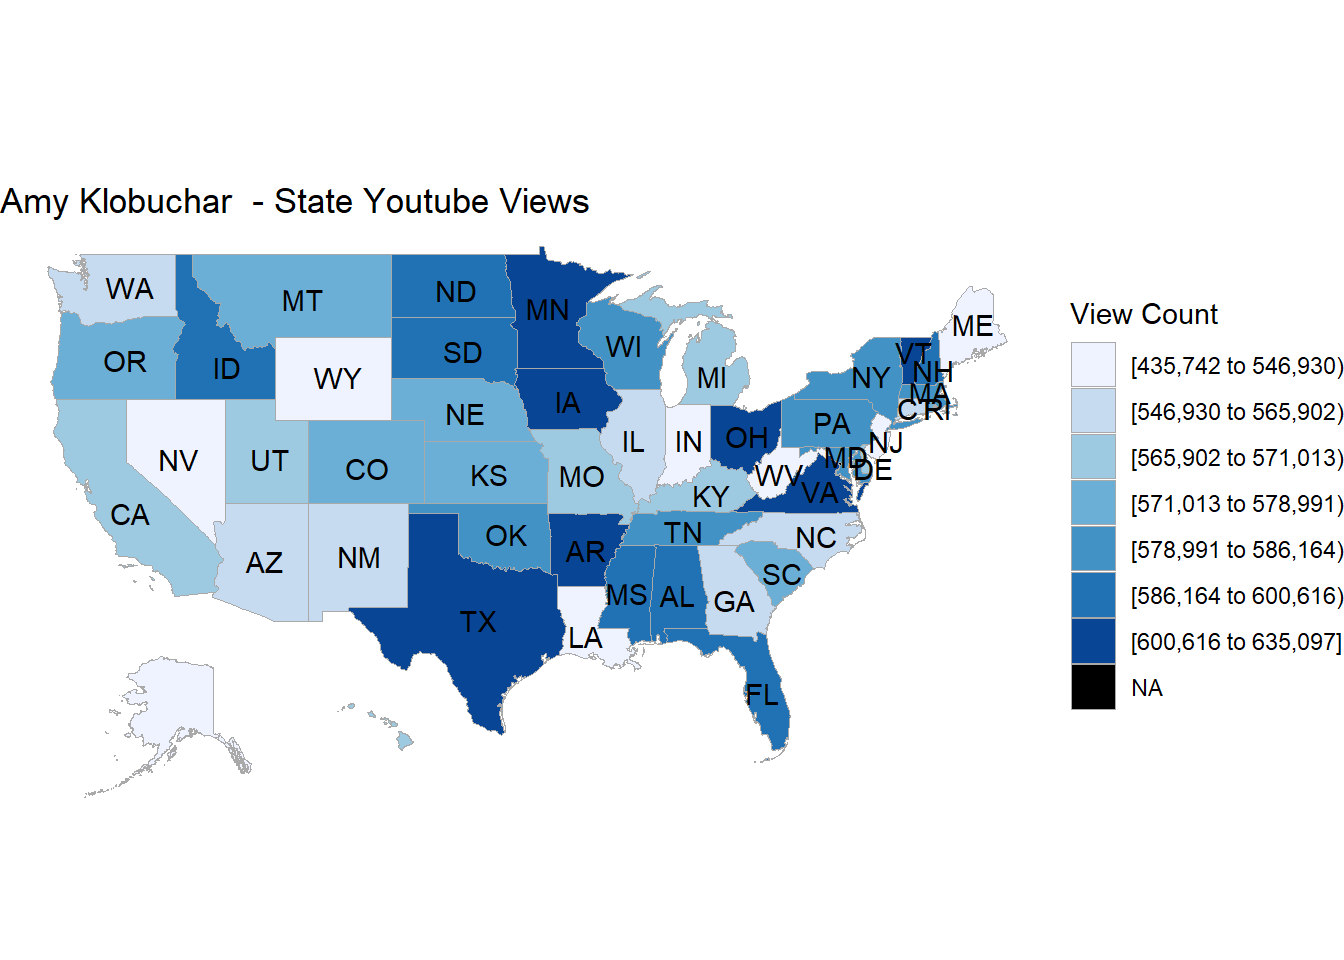 Amy Klobuchar  - State Youtube Views
WA
MT
ND
MN
ME
OR
ID
SD
WI
MI
VT
NH
NY
MA
WY
NE
IA
C RI
PA
NV
UT
CO
KS
MO
IL
IN
OH
NJ
MD
DE
WV
VA
KY
CA
AZ
NM
OK
AR
TN
NC
SC
MS
AL
GA
TX
LA
FL
View Count
[435,742 to 546,930)
[546,930 to 565,902)
[565,902 to 571,013)
[571,013 to 578,991)
[578,991 to 586,164)
[586,164 to 600,616)
[600,616 to 635,097]
NA